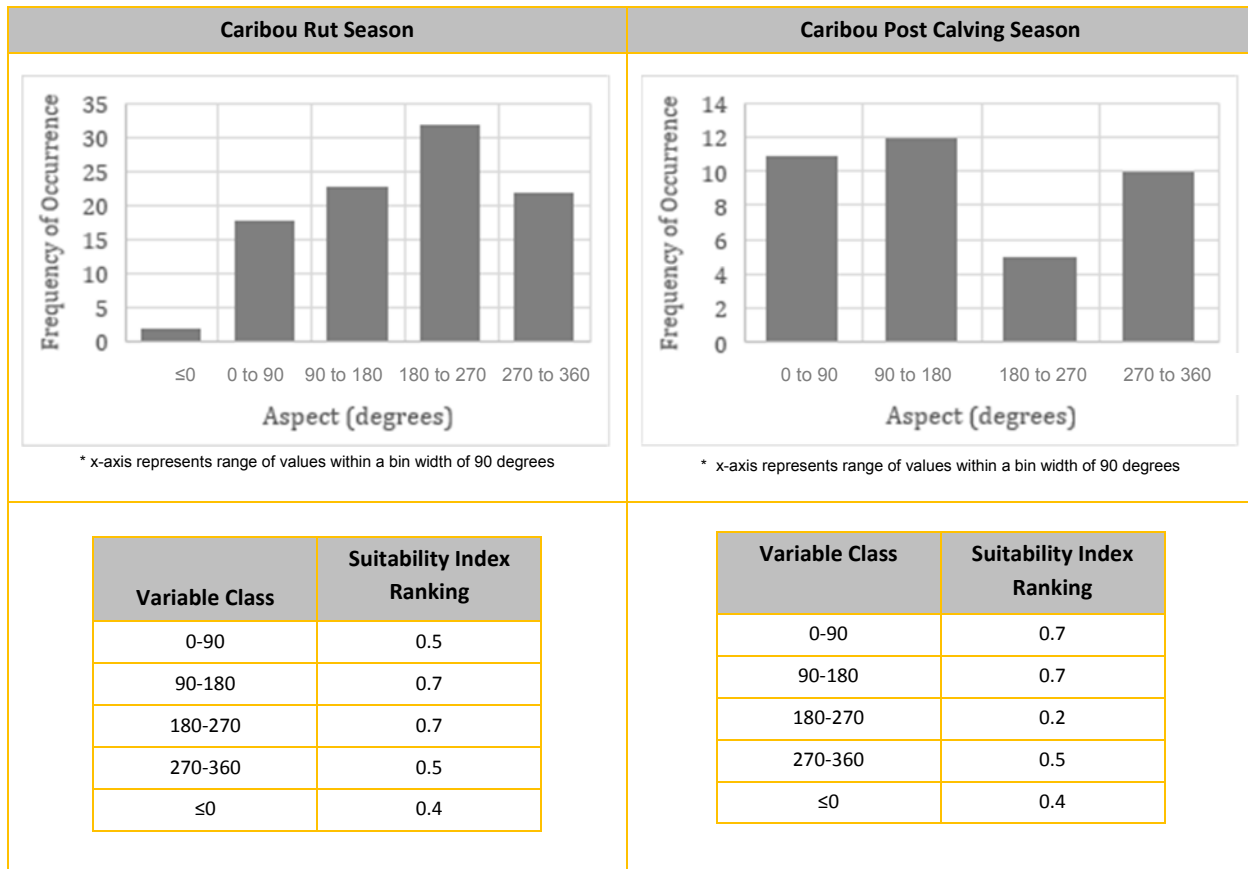 Caribou Rut Season
Caribou Post Calving Season
Frequency of Occurrence
35
30
25
20
15
10
5
0
≤0 0 to 90 90 to 180 180 to 270 270 to 360
Aspect (degrees)
* x-axis represents range of values within a bin width of 90 degrees
Frequency of Occurrence
14
12
10
8
6
4
2
0
0 to 90 90 to 180 180 to 270 270 to 360
Aspect (degrees)
* x-axis represents range of values within a bin width of 90 degrees
Variable Class Suitability Index
Ranking
0-90 0.5
90-180 0.7
180-270 0.7
270-360 0.5
≤0 0.4
Variable Class Suitability Index
Ranking
0-90 0.7
90-180 0.7
180-270 0.2
270-360 0.5
≤0 0.4